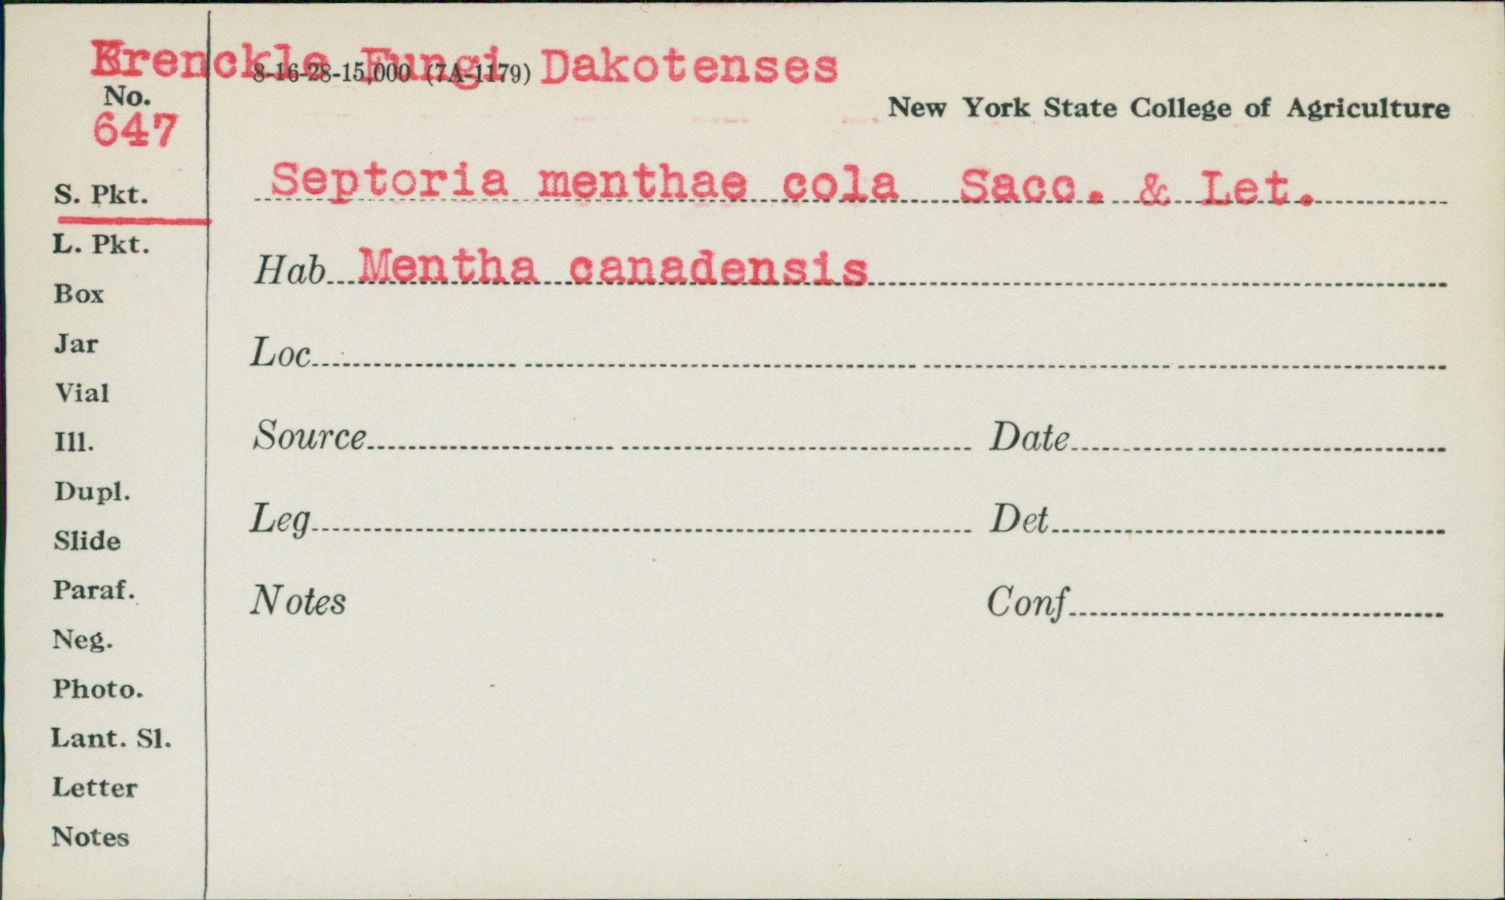 Brenckle Fungi Dakotenses
8-16-28-15,000 (7A-1179)
No.
647
New York State College of Agriculture
Septoria menthae cola Sacc. & Let.
S. Pkt.
L. Pkt.
Hab Mentha canadensis
Box
Jar
Loc
Vial
Ill.
Source Date
Dupl.
Leg Det
Slide
Paraf.
Notes Conf
Neg.
Photo.
Lant. Sl.
Letter
Notes